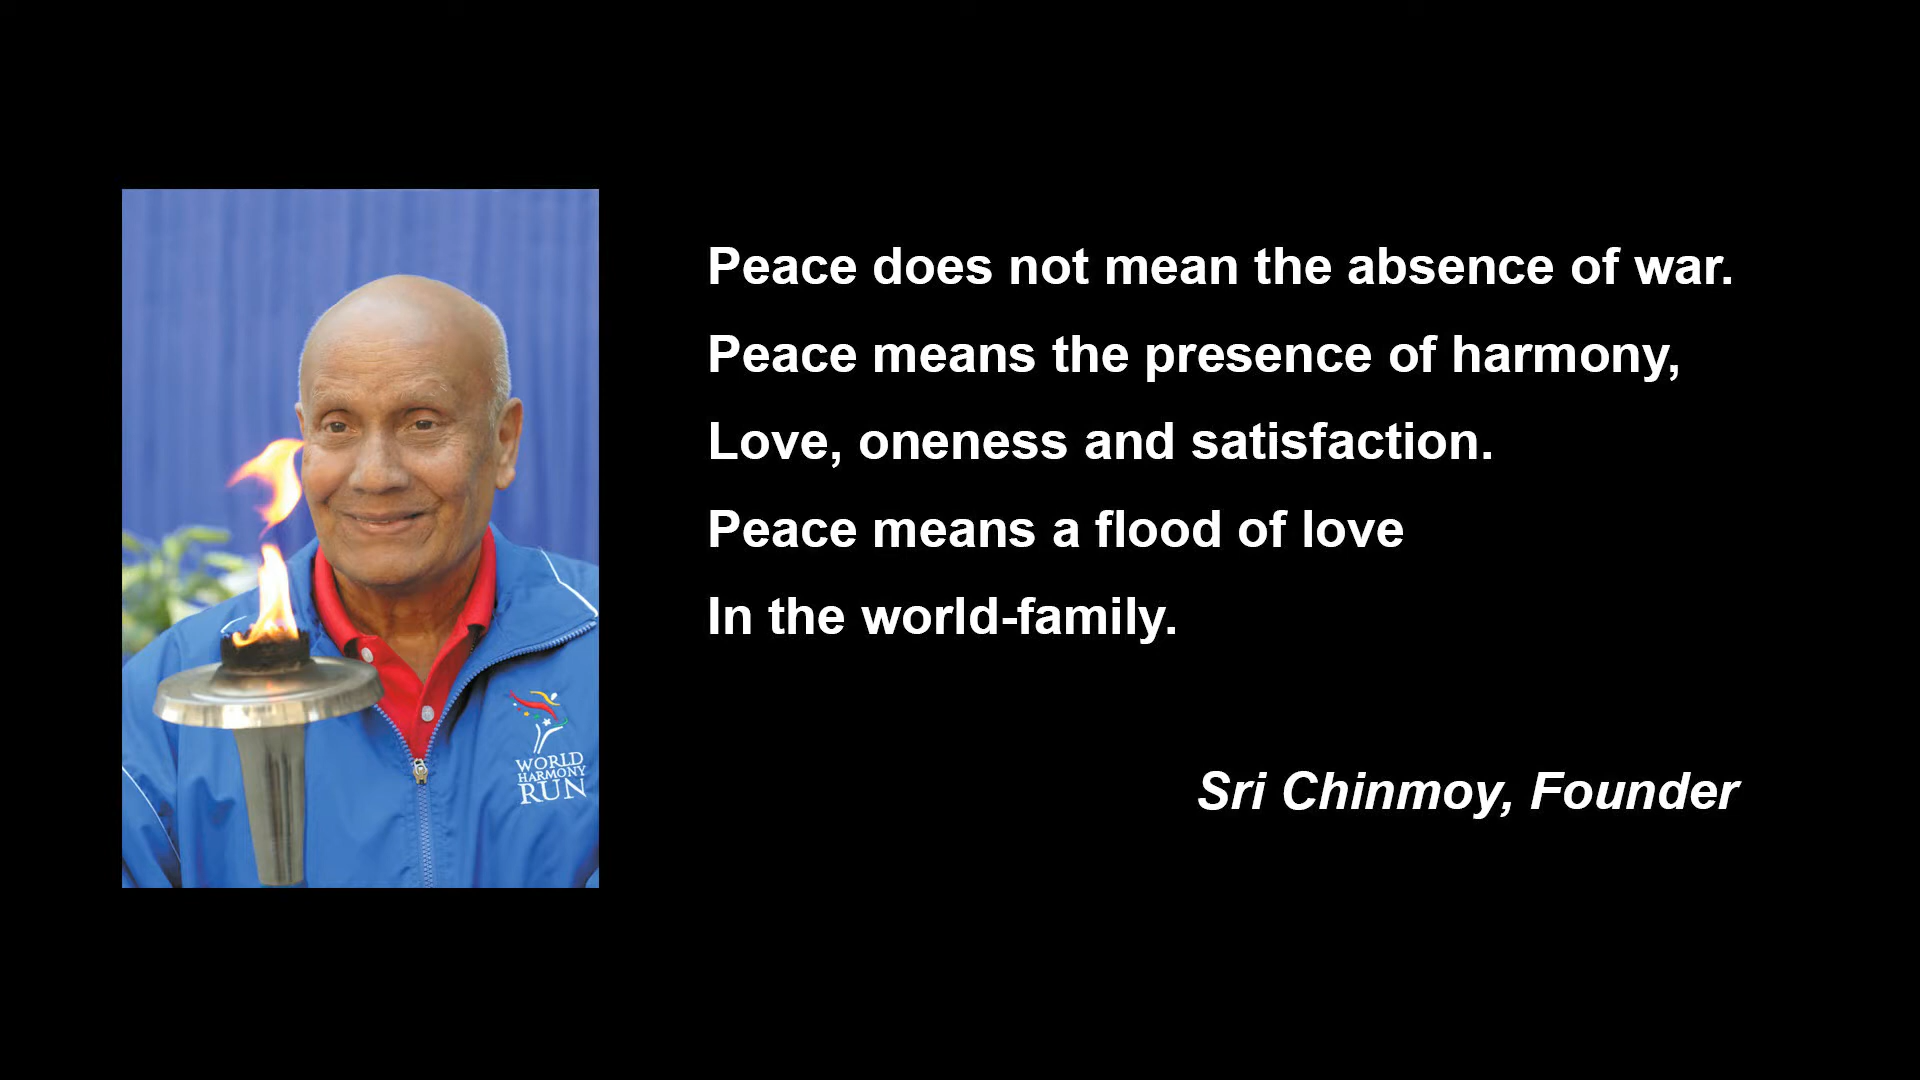 Peace does not mean the absence of war.
Peace means the presence of harmony,
Love, oneness and satisfaction.
Peace means a flood of love
In the world-family.
Sri Chinmoy, Founder
WORLD
HARMONY
RUN